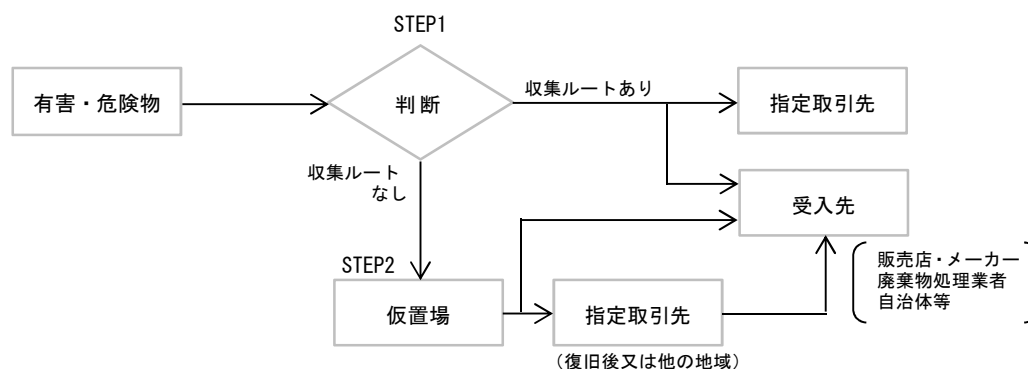 STEP1
有害・危険物
判断
収集ルートあり
指定取引先
収集ルート
なし
受入先
STEP2
仮置場
指定取引先
(復旧後又は他の地域)
販売店・メーカー
廃棄物処理業者
自治体等